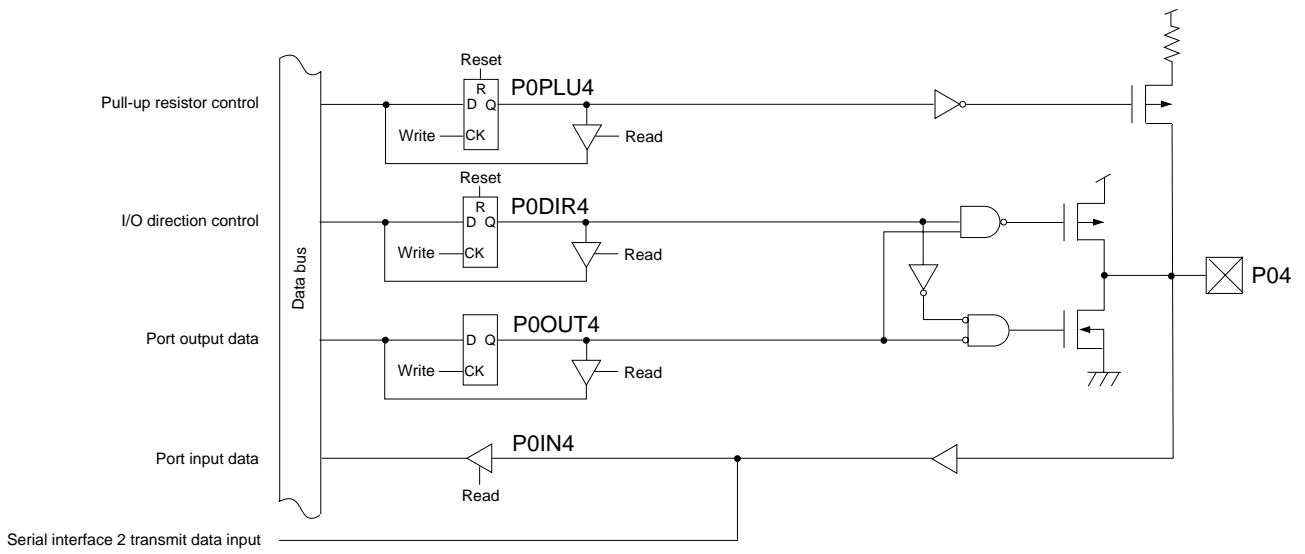 Reset
Pull-up resistor control
R
D Q
P0PLU4
Write
CK
Read
Reset
I/O direction control
R
D Q
P0DIR4
Write
CK
Read
Data bus
P04
Port output data
D Q
P0OUT4
Write
CK
Read
Port input data
P0IN4
Read
Serial interface 2 transmit data input